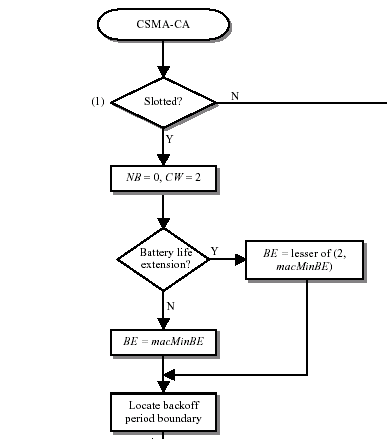 CSMA-CA
(1)
Slotted?
N
Y
NB = 0, CW = 2
Battery life
extension?
Y
BE = lesser of (2,
macMinBE)
N
BE = macMinBE
Locate backoff
period boundary